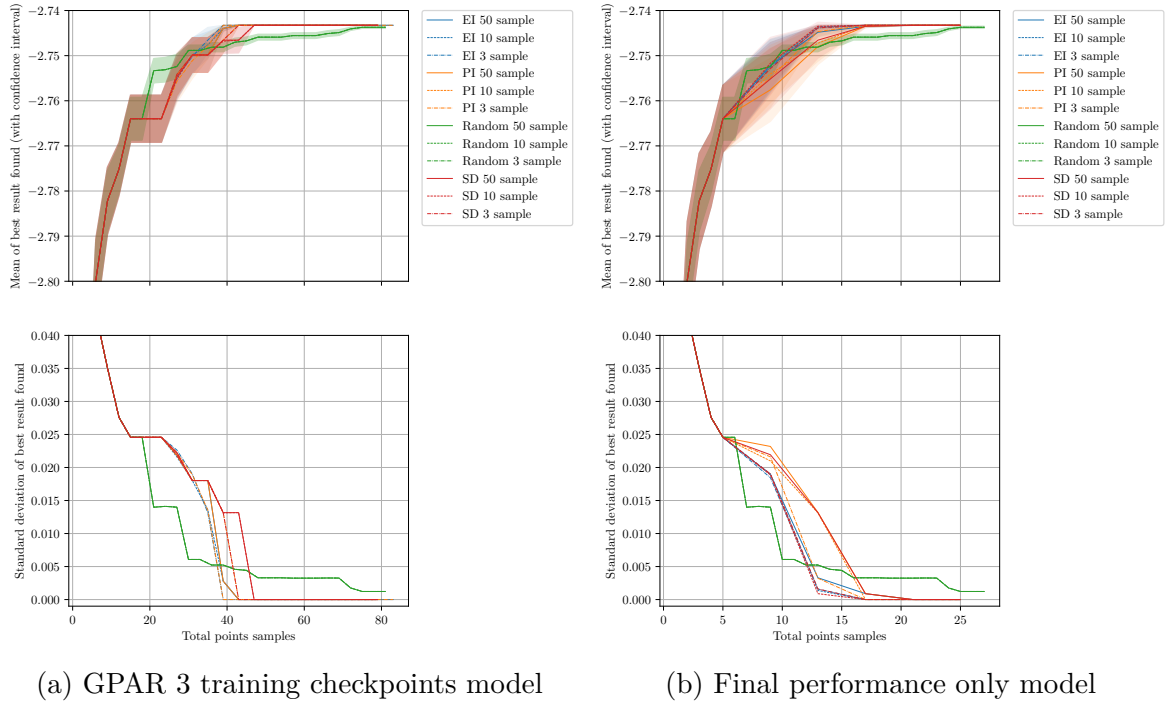 −2.74
−2.75
−2.76
−2.77
−2.78
−2.79
−2.80
Mean of best result found (with confidence interval)
EI 50 sample
EI 10 sample
EI 3 sample
PI 50 sample
PI 10 sample
PI 3 sample
Random 50 sample
Random 10 sample
Random 3 sample
SD 50 sample
SD 10 sample
SD 3 sample
−2.74
−2.75
−2.76
−2.77
−2.78
−2.79
−2.80
Mean of best result found (with confidence interval)
EI 50 sample
EI 10 sample
EI 3 sample
PI 50 sample
PI 10 sample
PI 3 sample
Random 50 sample
Random 10 sample
Random 3 sample
SD 50 sample
SD 10 sample
SD 3 sample
0.040
0.035
0.030
0.025
0.020
0.015
0.010
0.005
0.000
Standard deviation of best result found
0 20 40 60 80
Total points samples
0.040
0.035
0.030
0.025
0.020
0.015
0.010
0.005
0.000
Standard deviation of best result found
0 5 10 15 20 25
Total points samples
(a) GPAR 3 training checkpoints model
(b) Final performance only model